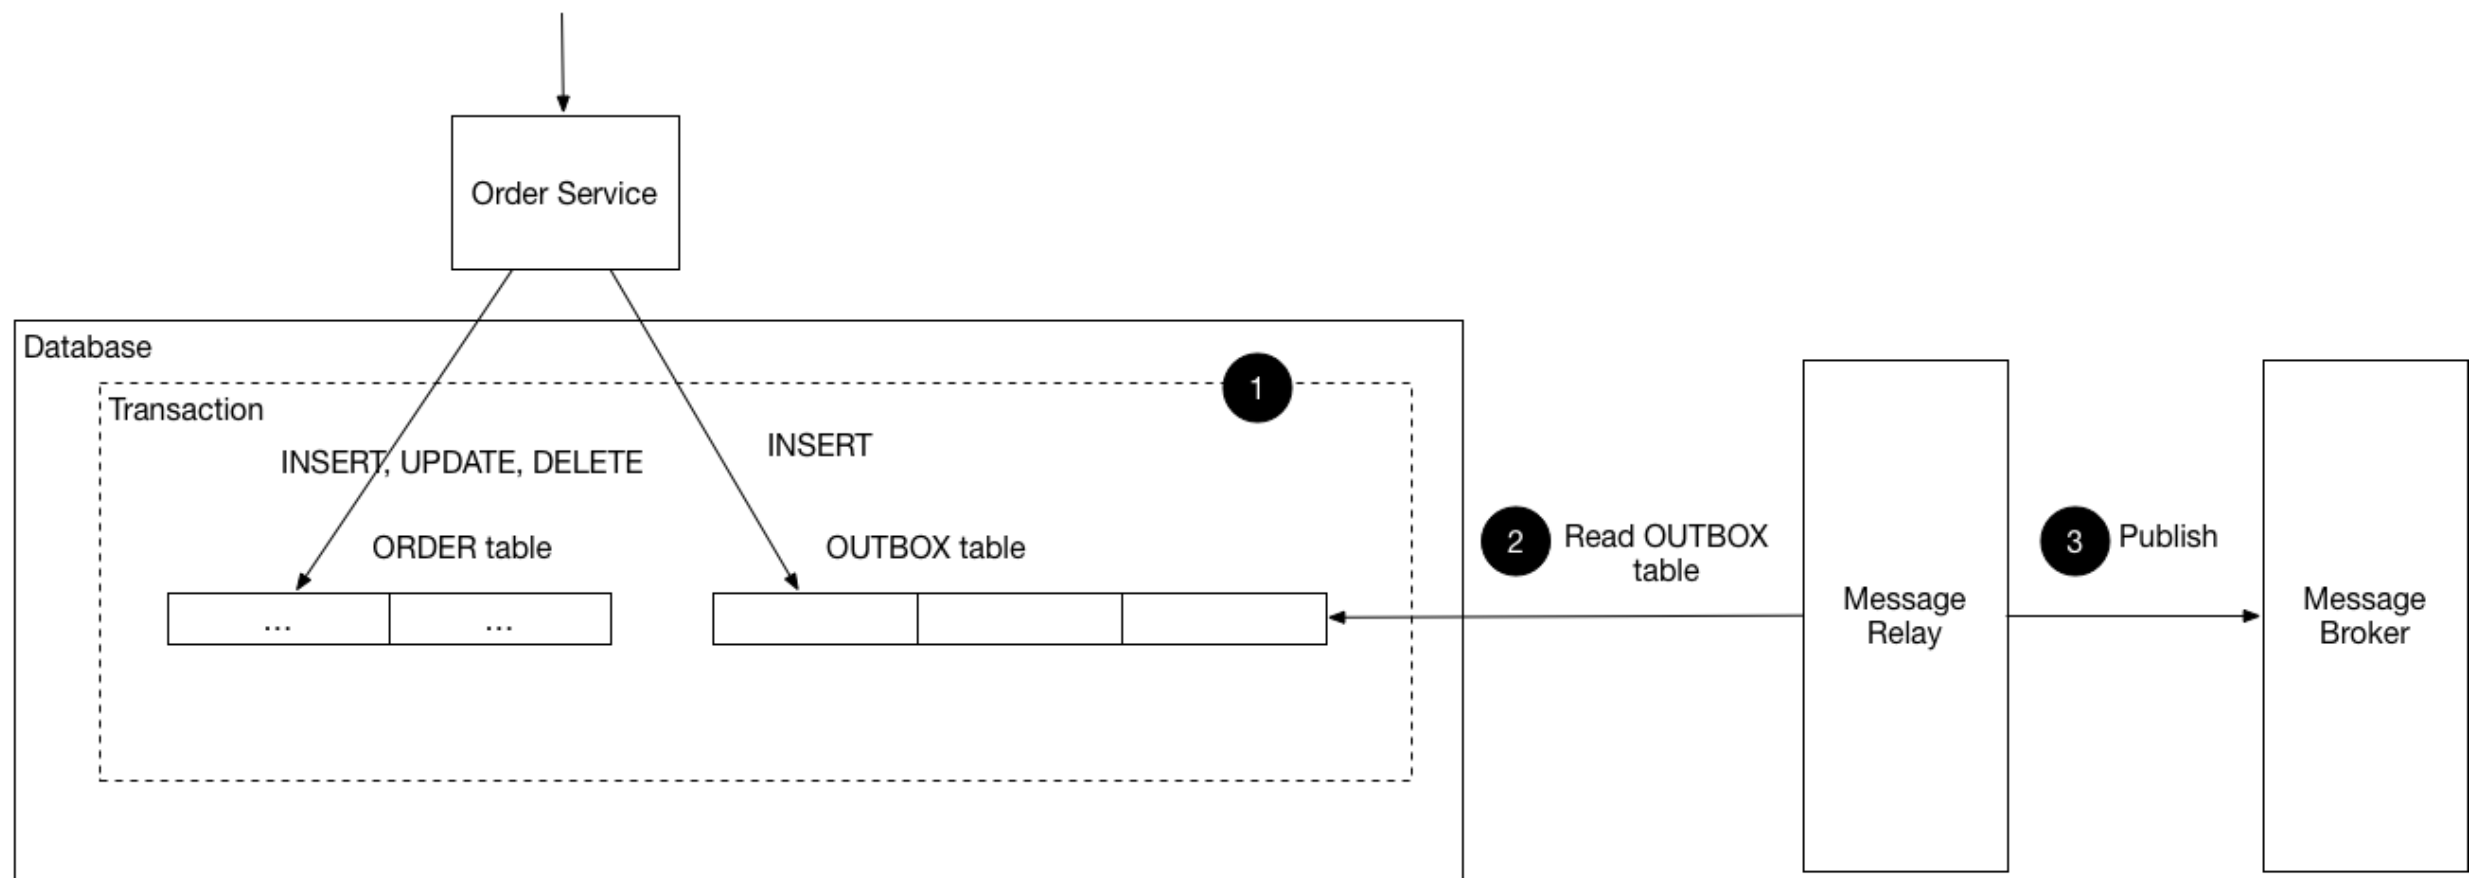 Order Service
Database
Transaction
1
INSERT, UPDATE, DELETE
INSERT
ORDER table
OUTBOX table
... ...
2
Read OUTBOX
table
3
Publish
Message
Relay
Message
Broker